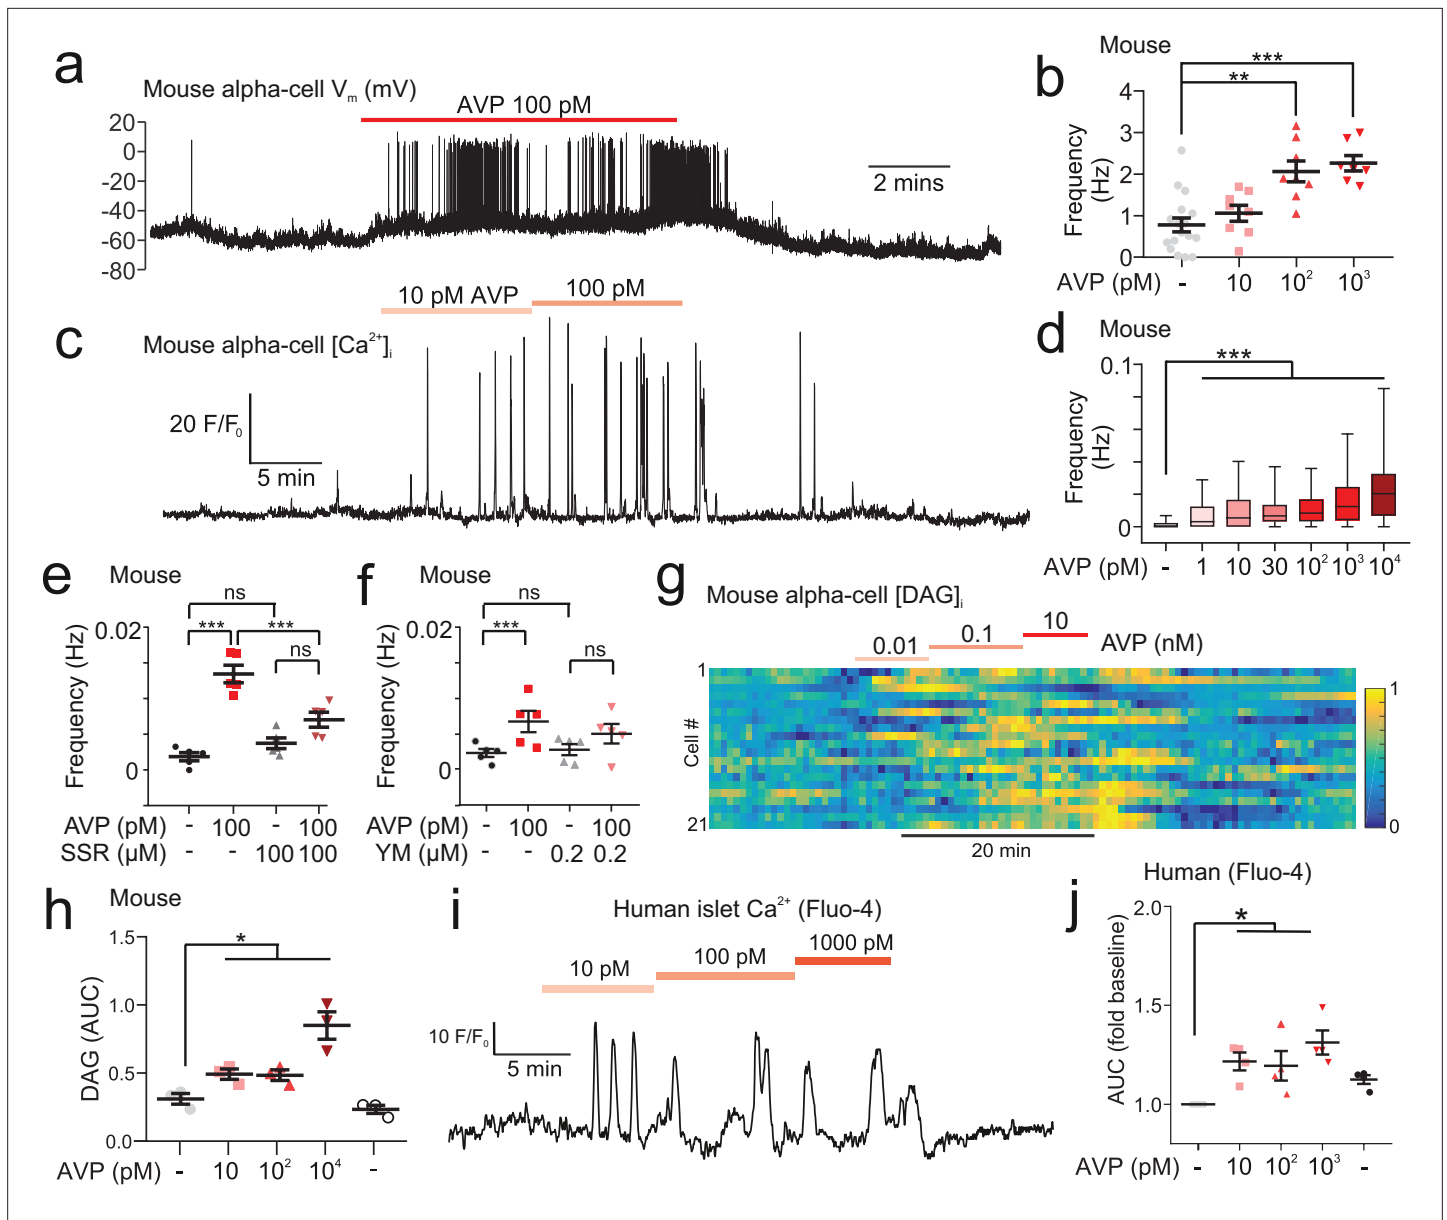 a
Mouse alpha-cell Vm (mV)
AVP 100 pM
20
0
-20
-40
-60
-80
2 mins
b
Mouse
***
**
Frequency (Hz)
4
3
2
1
0
AVP (pM) - 10 10² 10³
c
10 pM AVP 100 pM
Mouse alpha-cell [Ca²⁺]i
20 F/F₀
5 min
d
Mouse
***
Frequency (Hz)
0.1
0
AVP (pM) - 1 10 30 10² 10³ 10⁴
e
Mouse
ns
*** ***
ns
Frequency (Hz)
0.02
0
AVP (pM) - 100 - 100
SSR (µM) - - 100 100
f
Mouse
ns
*** ns
Frequency (Hz)
0.02
0
AVP (pM) - 100 - 100
YM (µM) - - 0.2 0.2
g
Mouse alpha-cell [DAG]i
0.01 0.1 10 AVP (nM)
1
Cell #
21
20 min
1
0
h
Mouse
*
DAG (AUC)
1.5
1.0
0.5
0.0
AVP (pM) - 10 10² 10⁴ -
i
Human islet Ca²⁺ (Fluo-4)
10 pM 100 pM 1000 pM
10 F/F₀
5 min
j
Human (Fluo-4)
*
AUC (fold baseline)
2.0
1.5
1.0
AVP (pM) - 10 10² 10³ -